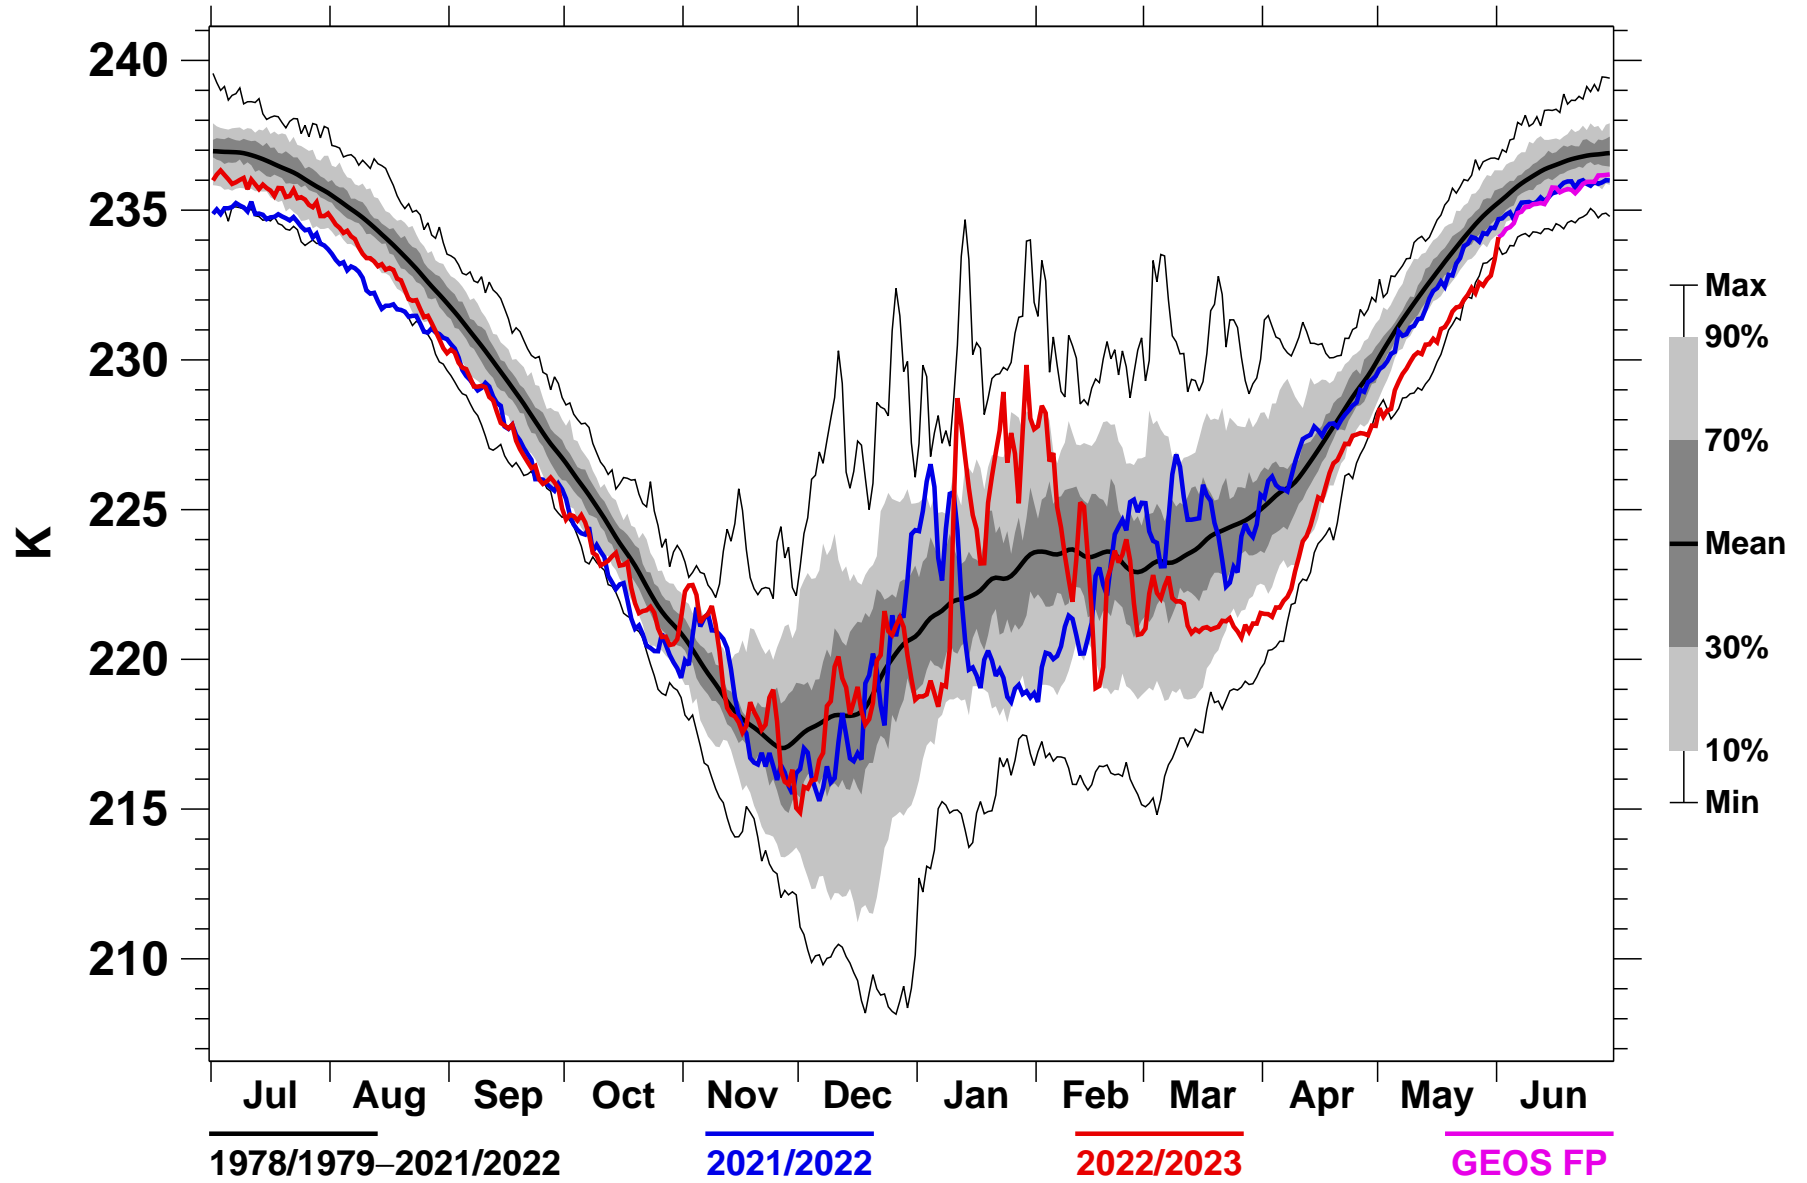 240
235
230
225
220
215
210
K
Max
90%
70%
Mean
30%
10%
Min
Jul Aug Sep Oct Nov Dec Jan Feb Mar Apr May Jun
1978/1979–2021/2022 2021/2022 2022/2023 GEOS FP